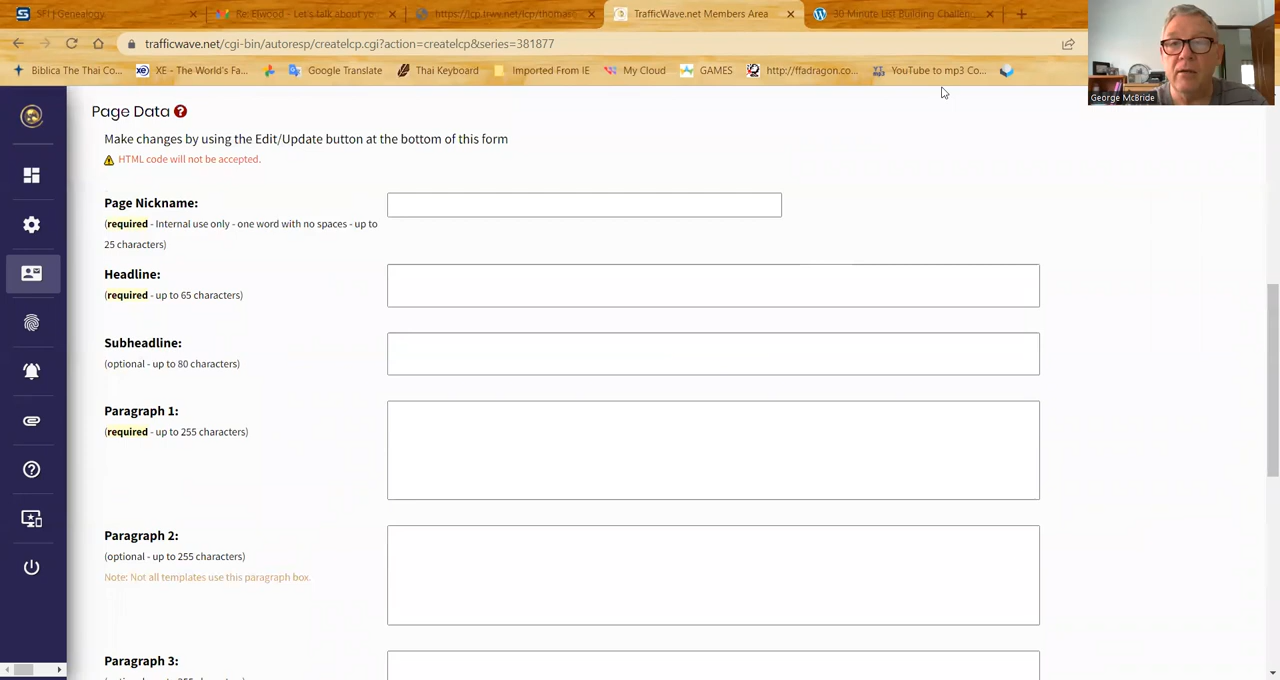 SFI | Genealogy
Re: Elwood - Let's talk about yo
https://lcp.trwv.net/lcp/thomas
TrafficWave.net Members Area
30 Minute List Building Challen
trafficwave.net/cgi-bin/autoresp/createlcp.cgi?action=createlcp&series=381877
Biblica The Thai Co...
XE - The World's Fa...
Google Translate
Thai Keyboard
Imported From IE
My Cloud
GAMES
http://ffadragon.co...
YouTube to mp3 Co...
George McBride
Page Data
Make changes by using the Edit/Update button at the bottom of this form
HTML code will not be accepted.
Page Nickname:
(required - Internal use only - one word with no spaces - up to
25 characters)
Headline:
(required - up to 65 characters)
Subheadline:
(optional - up to 80 characters)
Paragraph 1:
(required - up to 255 characters)
Paragraph 2:
(optional - up to 255 characters)
Note: Not all templates use this paragraph box.
Paragraph 3: